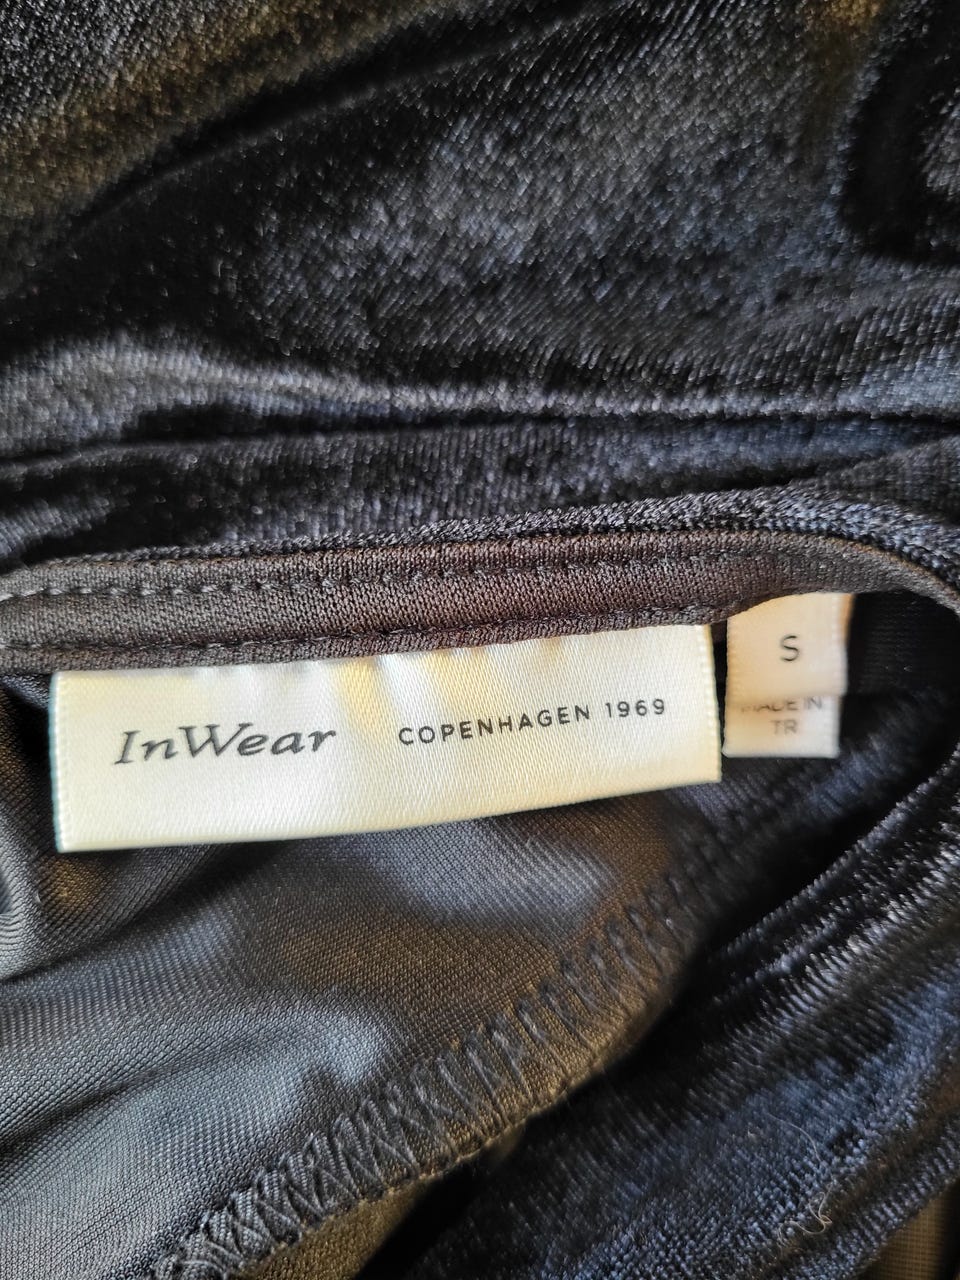 InWear COPENHAGEN 1969
S
MADE IN
TR